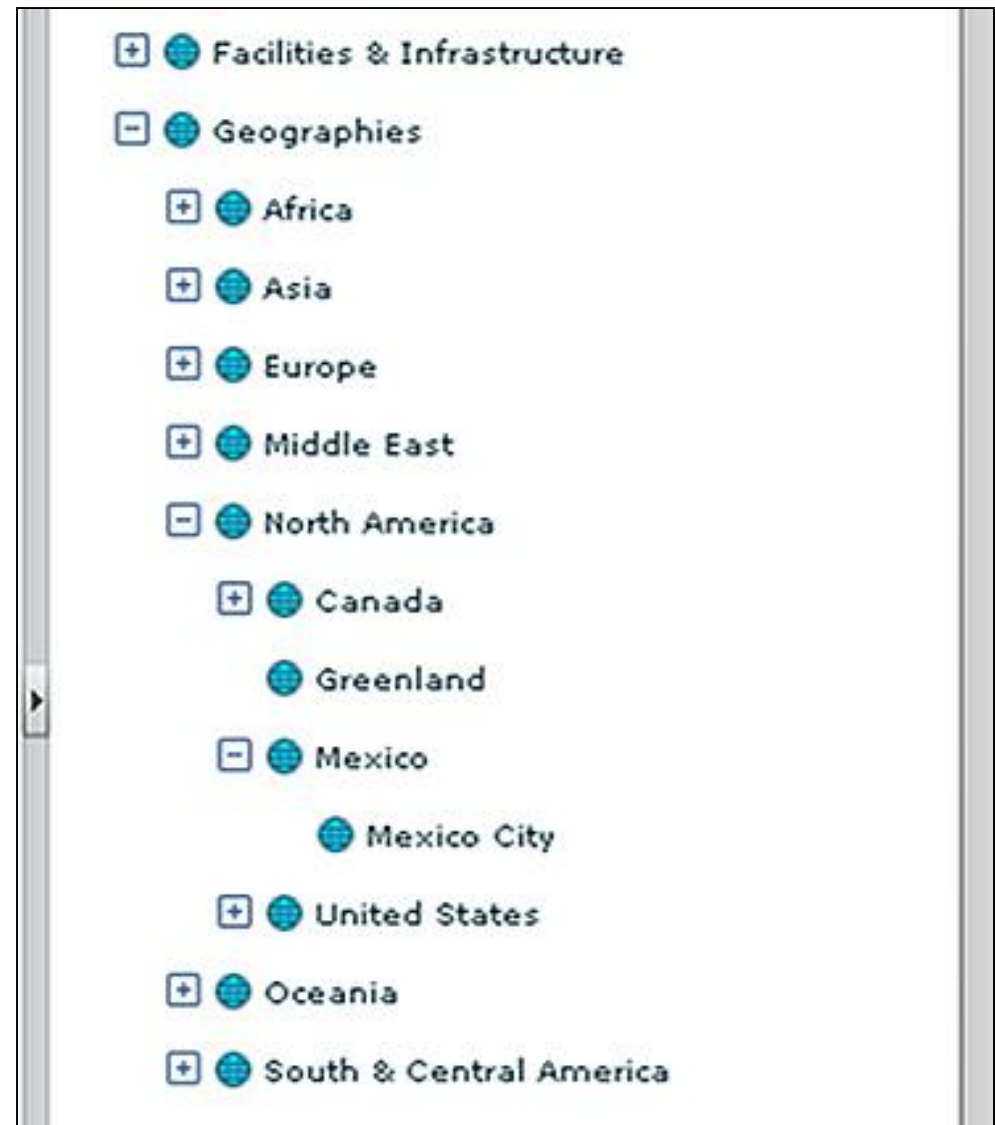 Facilities & Infrastructure
Geographies
Africa
Asia
Europe
Middle East
North America
Canada
Greenland
Mexico
Mexico City
United States
Oceania
South & Central America